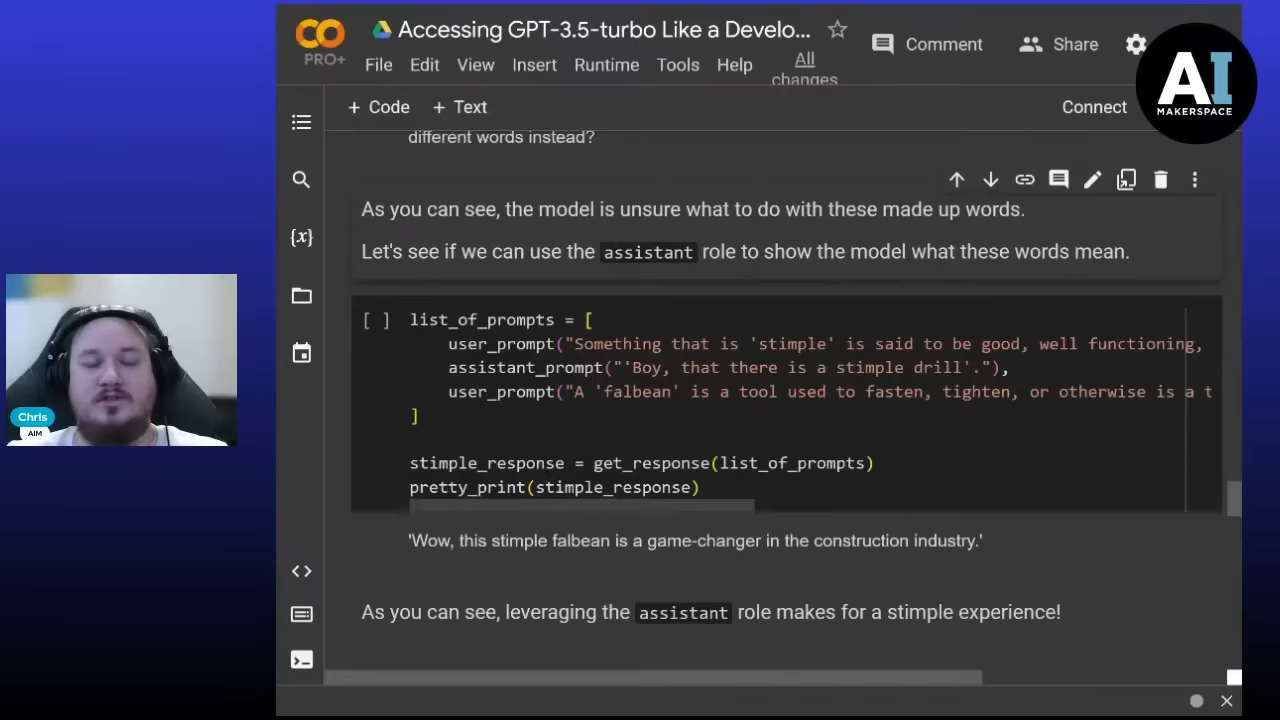 Accessing GPT-3.5-turbo Like a Develo...
PRO+
File Edit View Insert Runtime Tools Help All changes
Comment
Share
AI
MAKERSPACE
+ Code + Text
Connect
different words instead?
As you can see, the model is unsure what to do with these made up words.
Let's see if we can use the assistant role to show the model what these words mean.
[ ] list_of_prompts = [
user_prompt("Something that is 'stimple' is said to be good, well functioning,
assistant_prompt("'Boy, that there is a stimple drill'."),
user_prompt("A 'falbean' is a tool used to fasten, tighten, or otherwise is a t
]
stimple_response = get_response(list_of_prompts)
pretty_print(stimple_response)
'Wow, this stimple falbean is a game-changer in the construction industry.'
As you can see, leveraging the assistant role makes for a stimple experience!
Chris
AIM
{x}